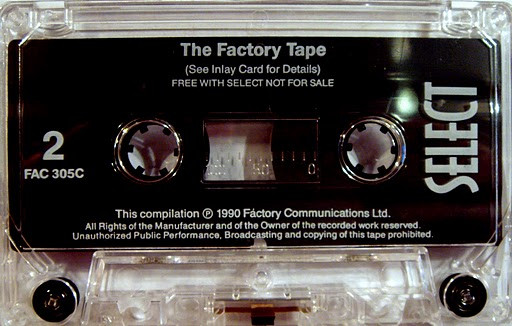 The Factory Tape
(See Inlay Card for Details)
FREE WITH SELECT NOT FOR SALE
SELECT
2
FAC 305C
50 0
This compilation ℗ 1990 Factory Communications Ltd.
All Rights of the Manufacturer and of the Owner of the recorded work reserved.
Unauthorized Public Performance, Broadcasting and copying of this tape prohibited.